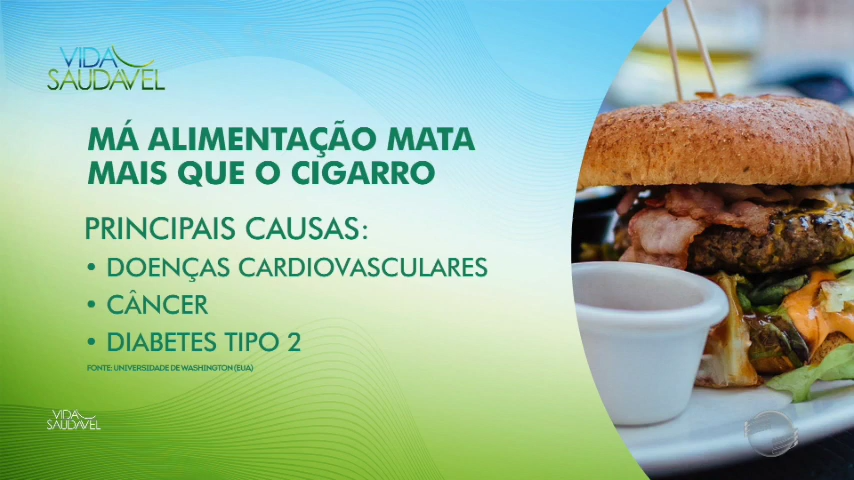 VIDA
SAUDÁVEL
MÁ ALIMENTAÇÃO MATA
MAIS QUE O CIGARRO
PRINCIPAIS CAUSAS:
• DOENÇAS CARDIOVASCULARES
• CÂNCER
• DIABETES TIPO 2
FONTE: UNIVERSIDADE DE WASHINGTON (EUA)
VIDA
SAUDÁVEL